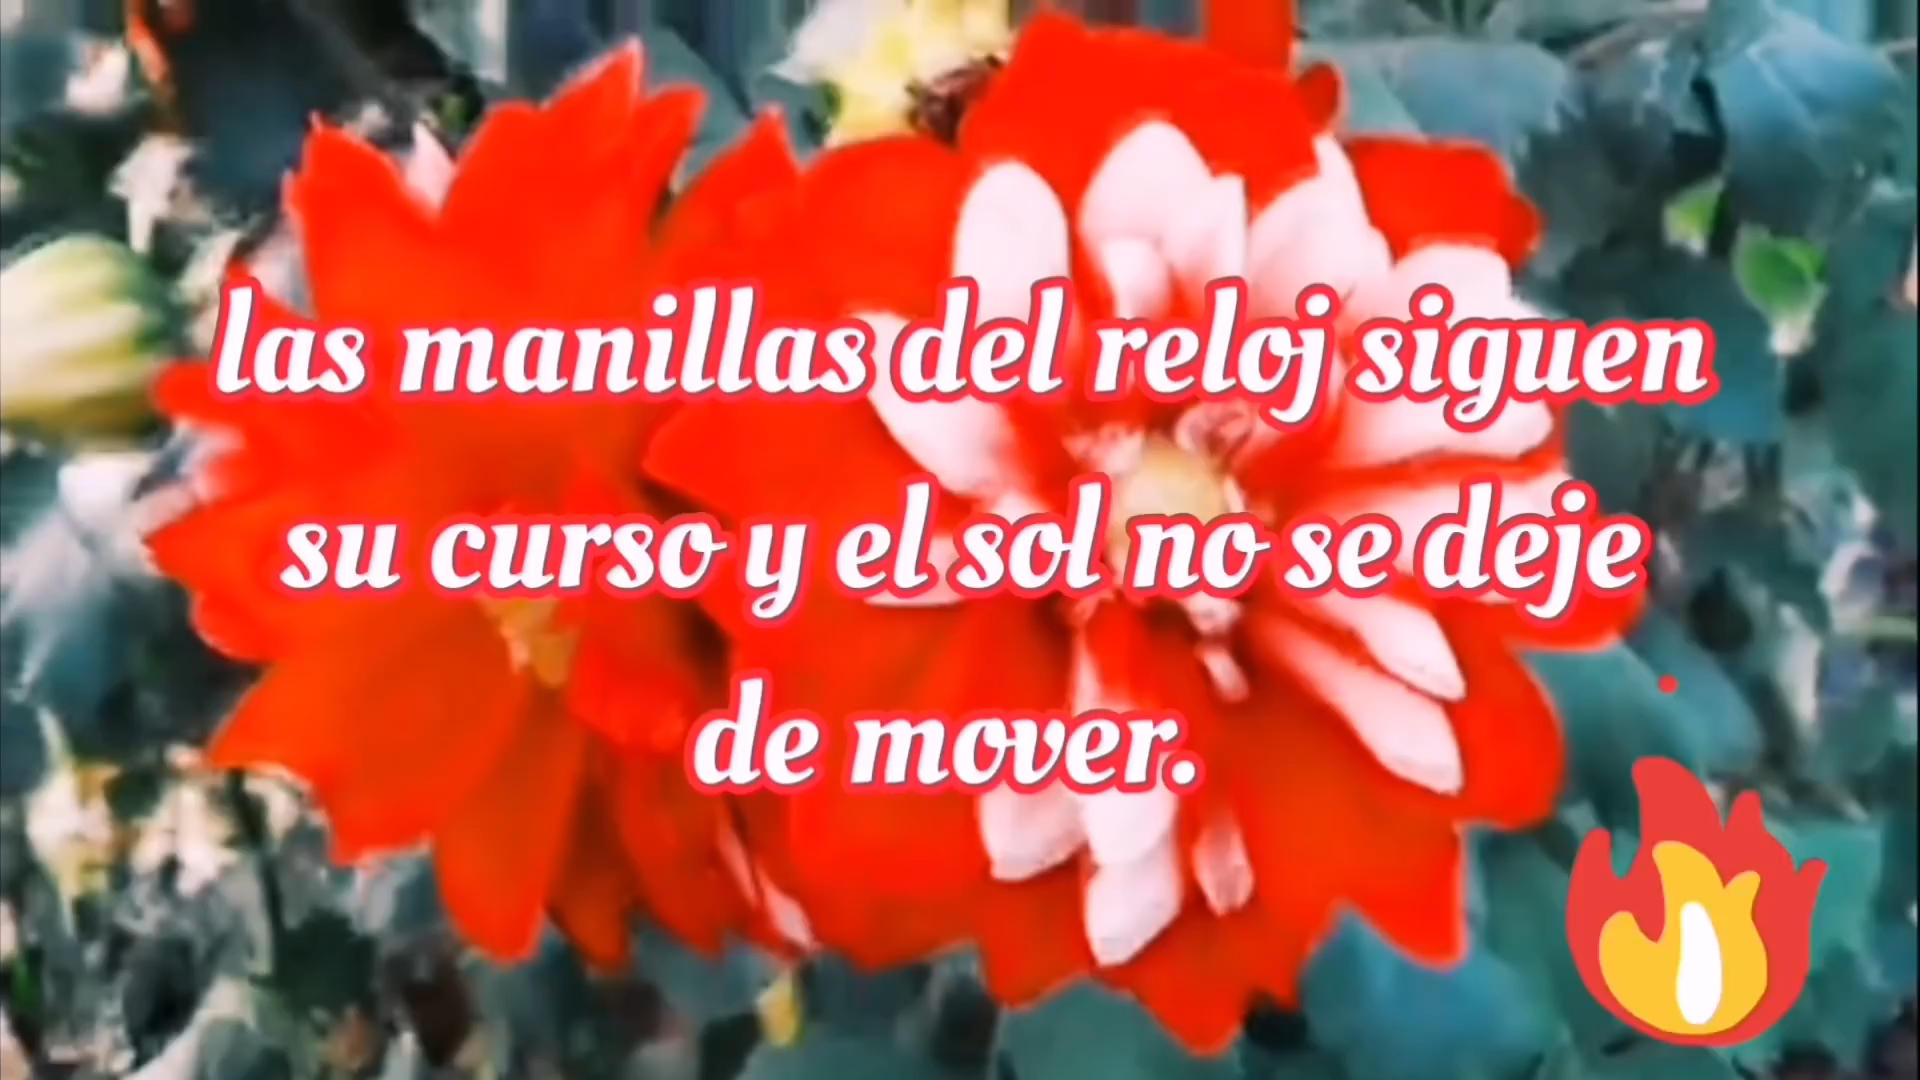 las manillas del reloj siguen
su curso y el sol no se deje
de mover.